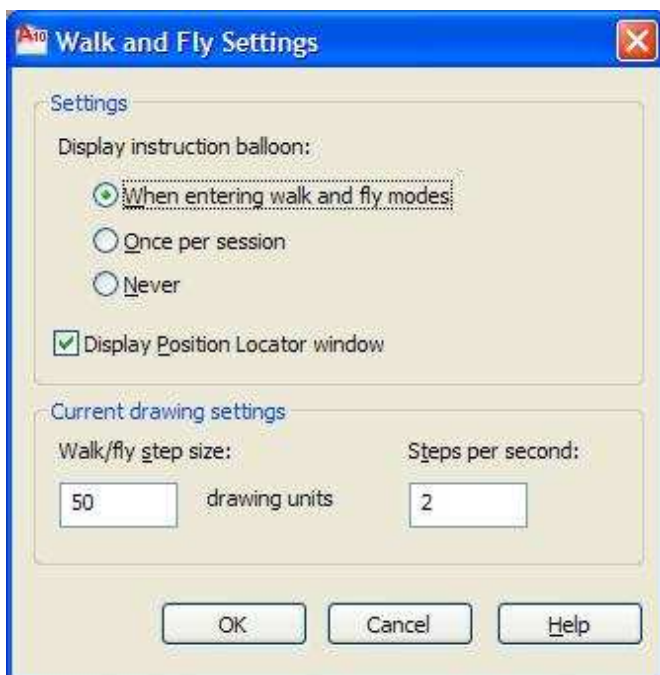 A10 Walk and Fly Settings
Settings
Display instruction balloon:
When entering walk and fly modes
Once per session
Never
Display Position Locator window
Current drawing settings
Walk/fly step size: Steps per second:
50 drawing units 2
OK Cancel Help